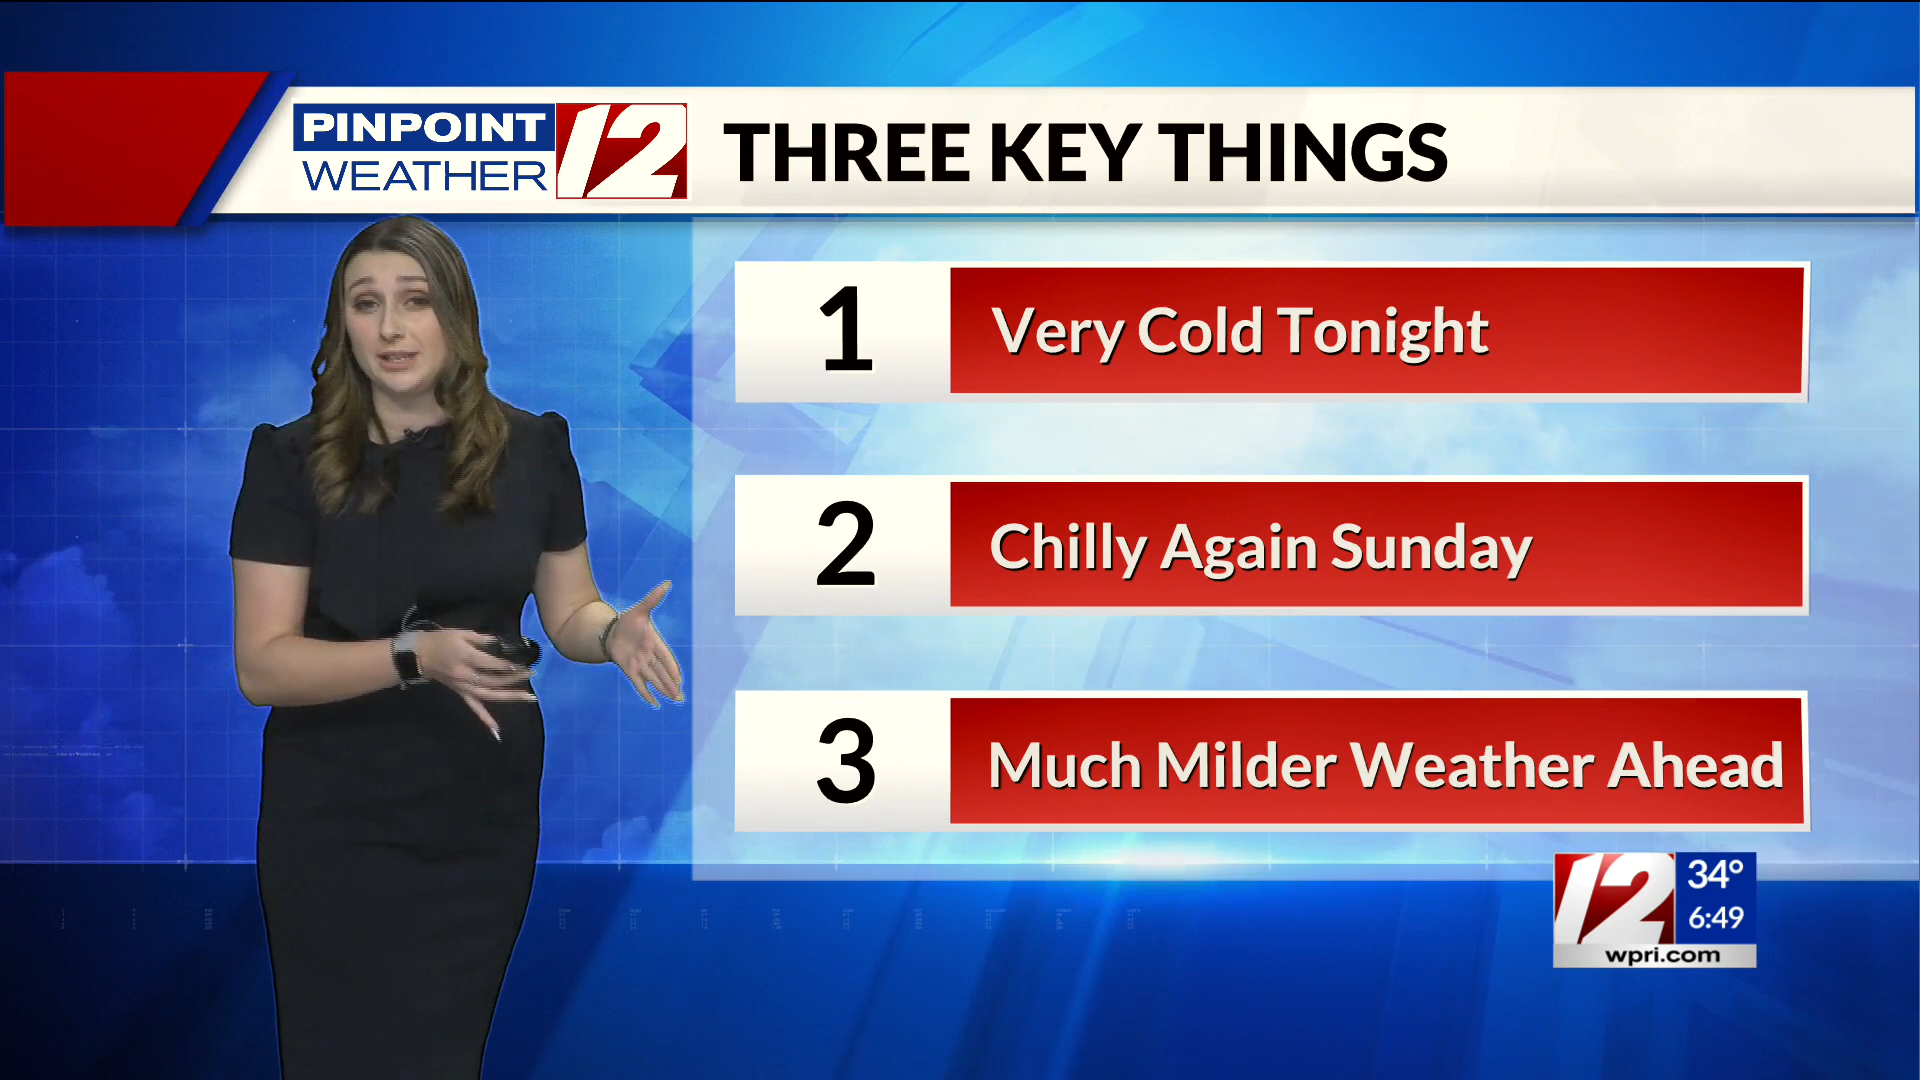 PINPOINT
WEATHER
12
THREE KEY THINGS
1
Very Cold Tonight
2
Chilly Again Sunday
3
Much Milder Weather Ahead
12
34°
6:49
wpri.com